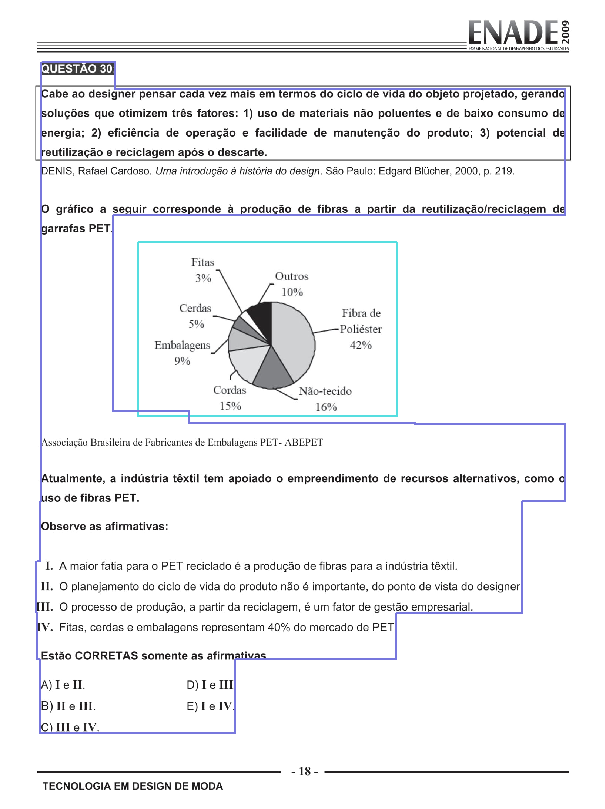 ENADE 2009
EXAME NACIONAL DE DESEMPENHO DOS ESTUDANTES
QUESTÃO 30
Cabe ao designer pensar cada vez mais em termos do ciclo de vida do objeto projetado, gerando
soluções que otimizem três fatores: 1) uso de materiais não poluentes e de baixo consumo de
energia; 2) eficiência de operação e facilidade de manutenção do produto; 3) potencial de
reutilização e reciclagem após o descarte.
DENIS, Rafael Cardoso. Uma introdução à história do design. São Paulo: Edgard Blücher, 2000, p. 219.
O gráfico a seguir corresponde à produção de fibras a partir da reutilização/reciclagem de
garrafas PET.
Fitas
3%
Outros
10%
Cerdas
5%
Fibra de
Poliéster
42%
Embalagens
9%
Cordas
15%
Não-tecido
16%
Associação Brasileira de Fabricantes de Embalagens PET- ABEPET
Atualmente, a indústria têxtil tem apoiado o empreendimento de recursos alternativos, como o
uso de fibras PET.
Observe as afirmativas:
I. A maior fatia para o PET reciclado é a produção de fibras para a indústria têxtil.
II. O planejamento do ciclo de vida do produto não é importante, do ponto de vista do designer
III. O processo de produção, a partir da reciclagem, é um fator de gestão empresarial.
IV. Fitas, cerdas e embalagens representam 40% do mercado de PET
Estão CORRETAS somente as afirmativas
A) I e II.
D) I e III
B) II e III.
E) I e IV.
C) III e IV.
- 18 -
TECNOLOGIA EM DESIGN DE MODA